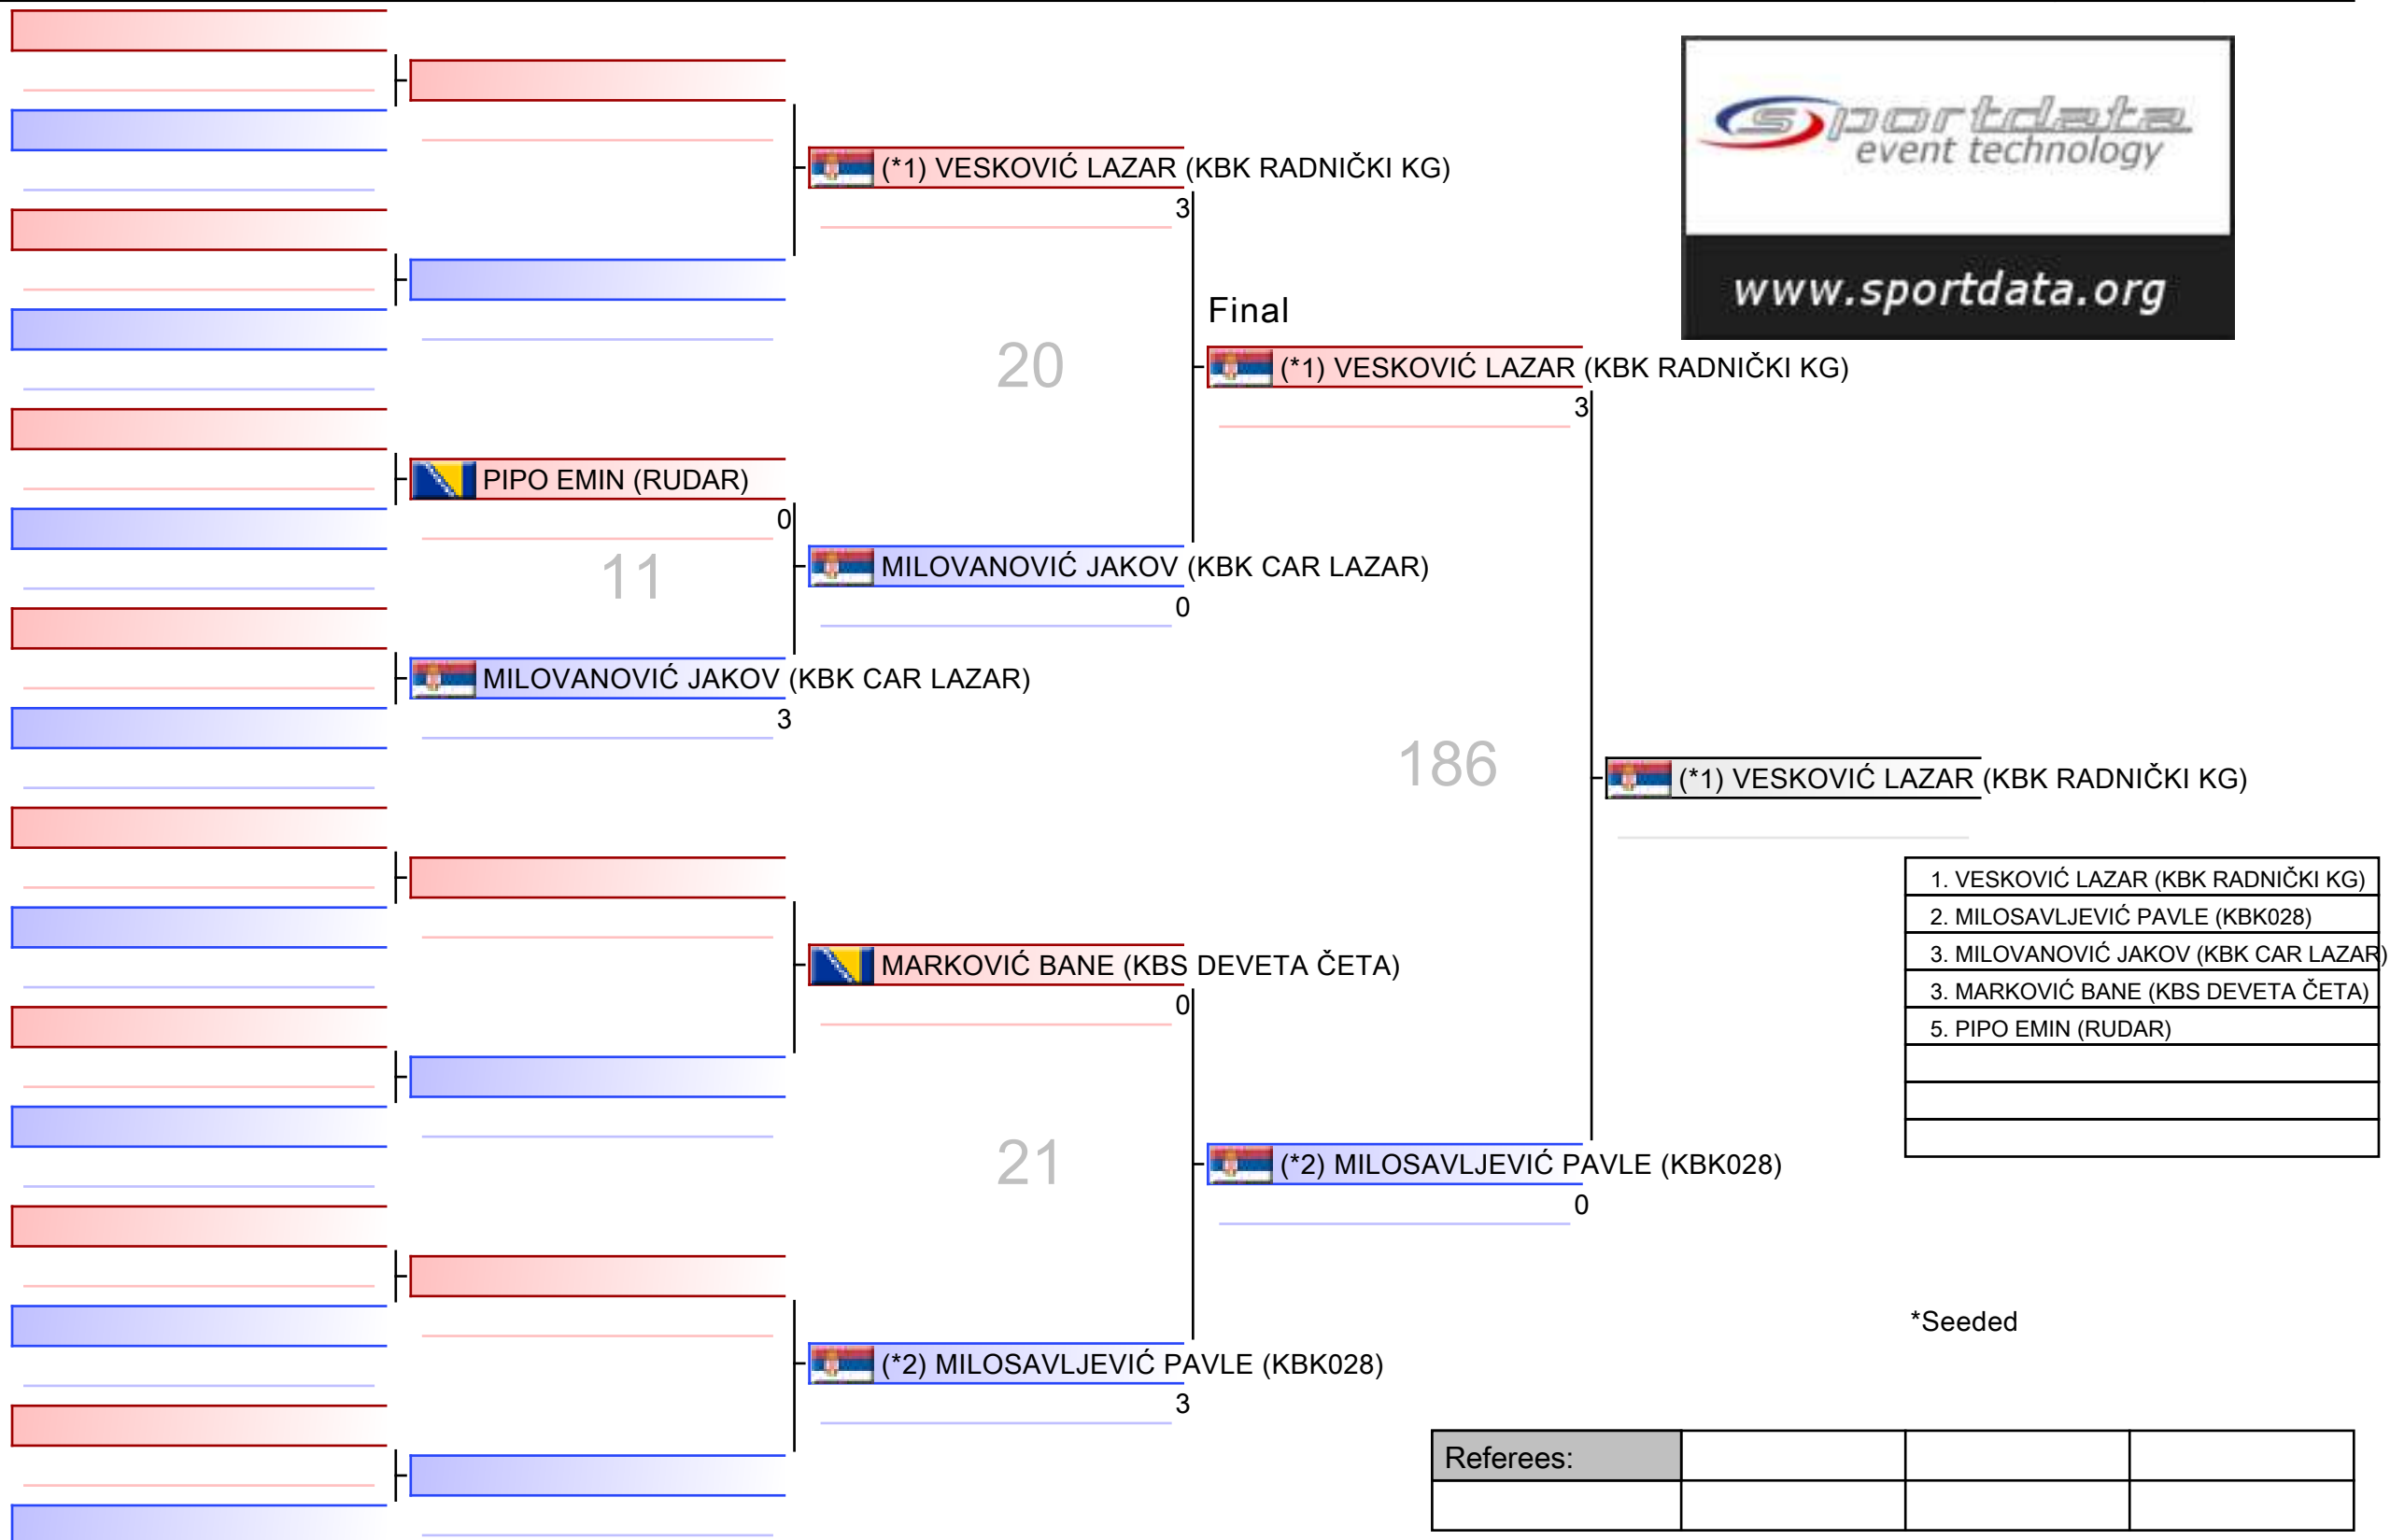 sportdata
event technology
www.sportdata.org
(*1) VESKOVIĆ LAZAR (KBK RADNIČKI KG)
3
20
Final
(*1) VESKOVIĆ LAZAR (KBK RADNIČKI KG)
3
PIPO EMIN (RUDAR)
0
11
MILOVANOVIĆ JAKOV (KBK CAR LAZAR)
0
MILOVANOVIĆ JAKOV (KBK CAR LAZAR)
3
186
(*1) VESKOVIĆ LAZAR (KBK RADNIČKI KG)
1. VESKOVIĆ LAZAR (KBK RADNIČKI KG)
2. MILOSAVLJEVIĆ PAVLE (KBK028)
3. MILOVANOVIĆ JAKOV (KBK CAR LAZAR)
3. MARKOVIĆ BANE (KBS DEVETA ČETA)
5. PIPO EMIN (RUDAR)
MARKOVIĆ BANE (KBS DEVETA ČETA)
0
21
(*2) MILOSAVLJEVIĆ PAVLE (KBK028)
0
(*2) MILOSAVLJEVIĆ PAVLE (KBK028)
3
*Seeded
Referees: